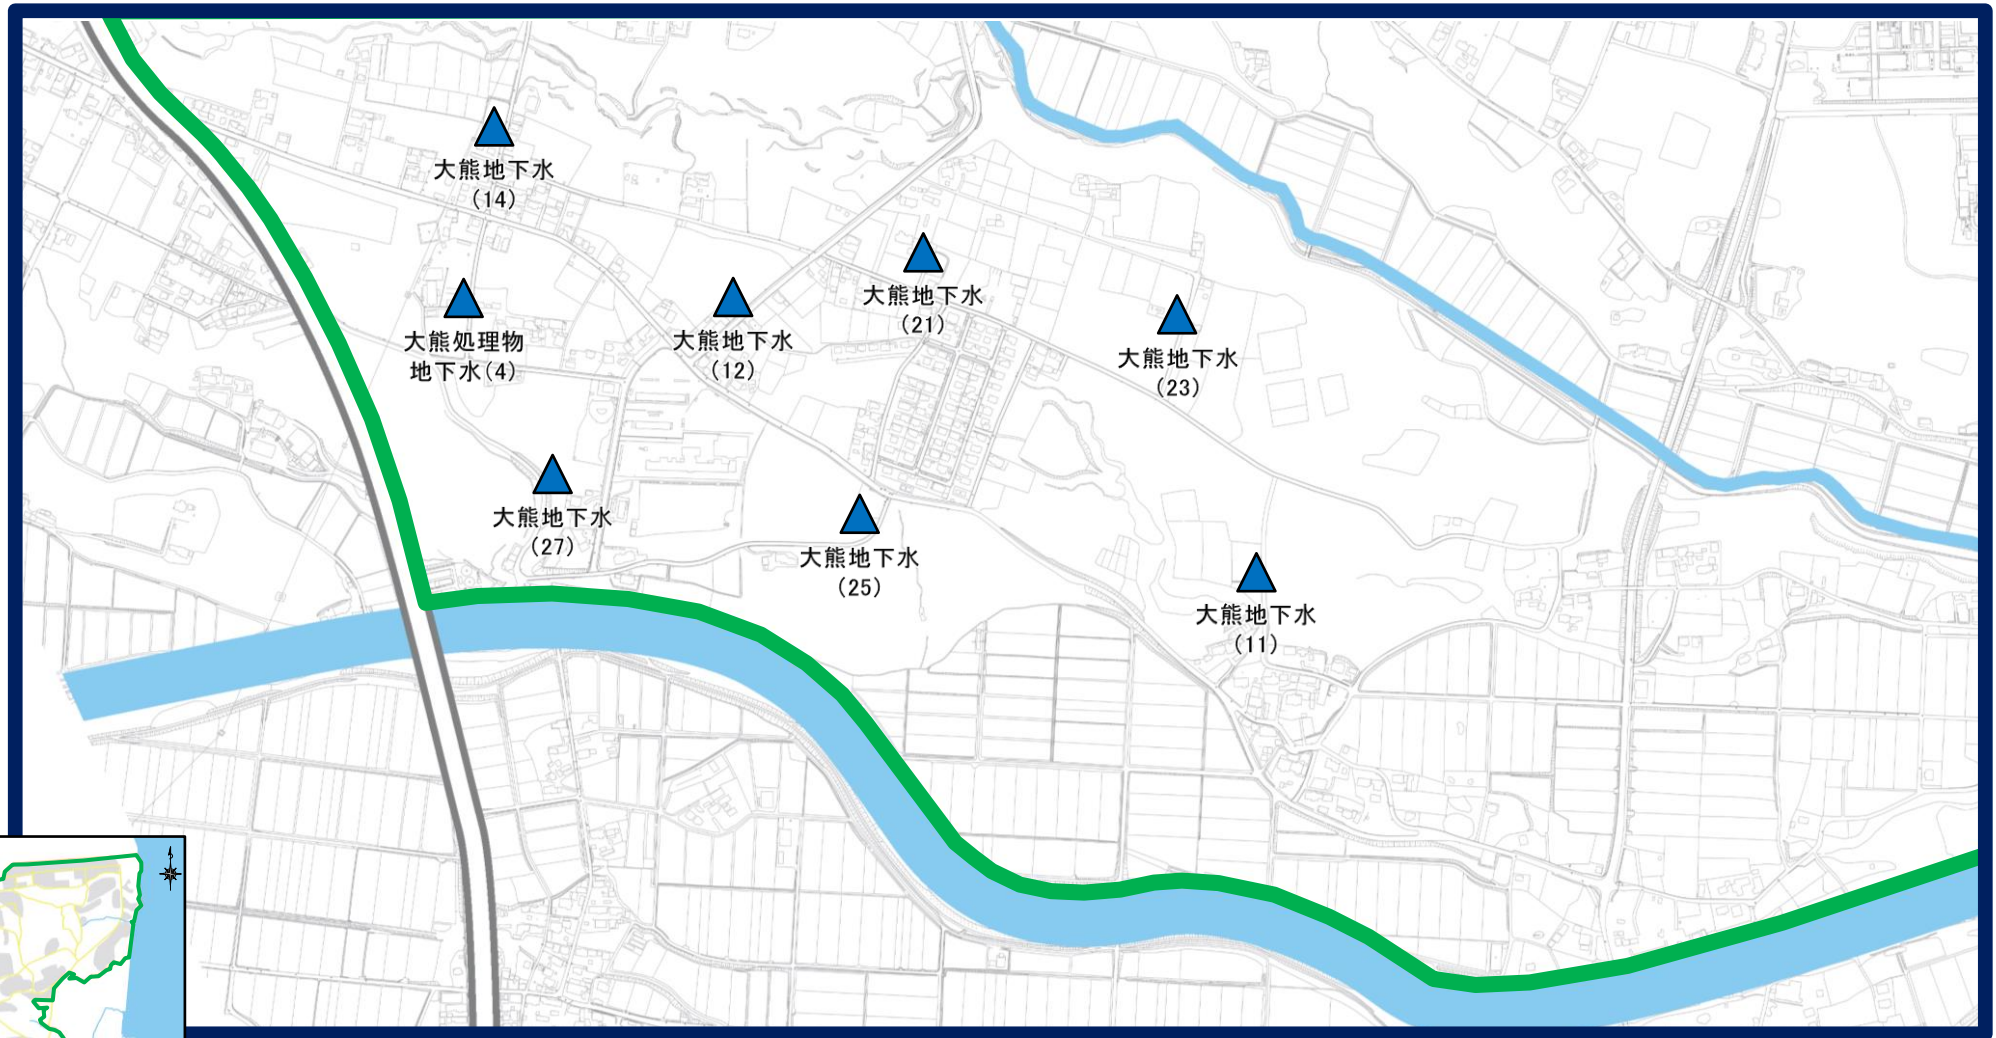 大熊地下水
(14)
大熊地下水
(21)
大熊処理物
地下水(4)
大熊地下水
(12)
大熊地下水
(23)
大熊地下水
(27)
大熊地下水
(25)
大熊地下水
(11)